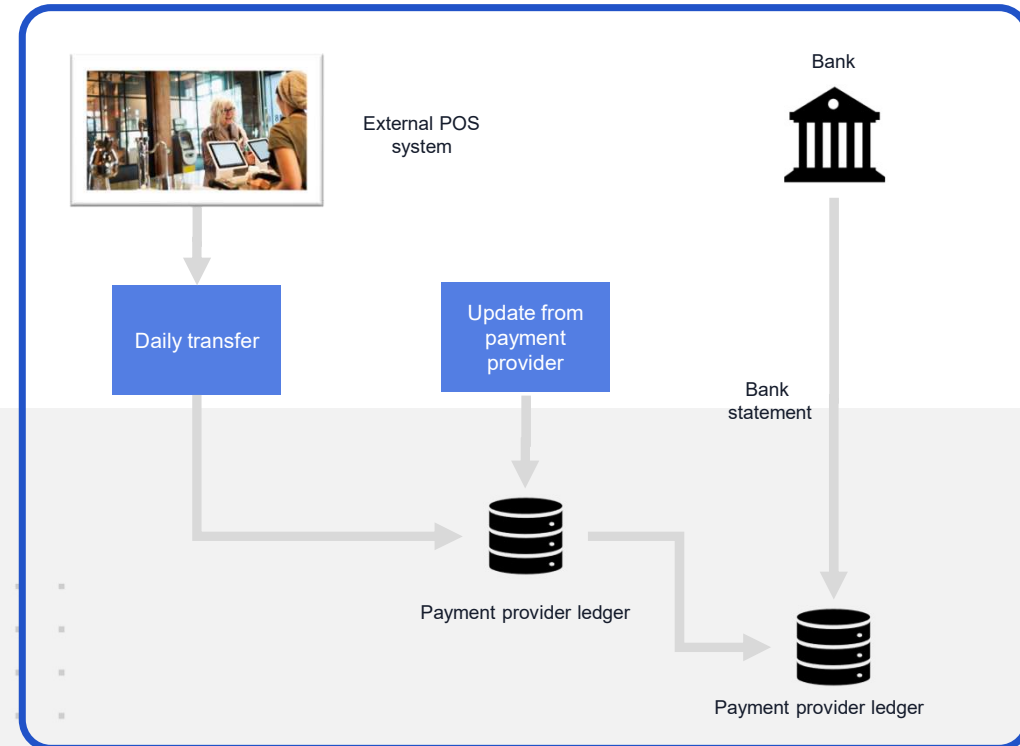 Bank
External POS
system
Daily transfer
Update from
payment
provider
Bank
statement
Payment provider ledger
Payment provider ledger